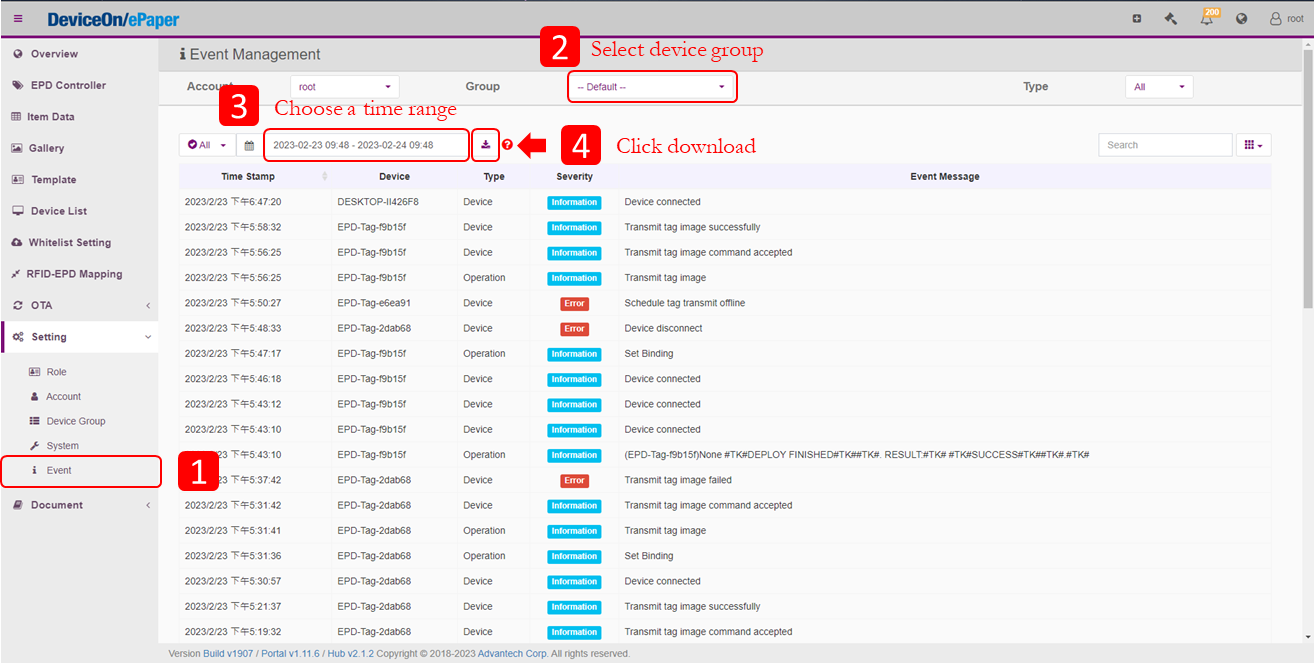 DeviceOn/ePaper
200
root
Overview
EPD Controller
Item Data
Gallery
Template
Device List
Whitelist Setting
RFID-EPD Mapping
OTA
Setting
Role
Account
Device Group
System
Event
Document
1
Event Management
2 Select device group
Account root Group -- Default -- Type All
3 Choose a time range
All 2023-02-23 09:48 - 2023-02-24 09:48 4 Click download Search
Time Stamp Device Type Severity Event Message
2023/2/23 下午6:47:20 DESKTOP-II426F8 Device Information Device connected
2023/2/23 下午5:58:32 EPD-Tag-f9b15f Device Information Transmit tag image successfully
2023/2/23 下午5:56:25 EPD-Tag-f9b15f Device Information Transmit tag image command accepted
2023/2/23 下午5:56:25 EPD-Tag-f9b15f Operation Information Transmit tag image
2023/2/23 下午5:50:27 EPD-Tag-e6ea91 Device Error Schedule tag transmit offline
2023/2/23 下午5:48:33 EPD-Tag-2dab68 Device Error Device disconnect
2023/2/23 下午5:47:17 EPD-Tag-f9b15f Operation Information Set Binding
2023/2/23 下午5:46:18 EPD-Tag-f9b15f Device Information Device connected
2023/2/23 下午5:43:12 EPD-Tag-f9b15f Device Information Device connected
2023/2/23 下午5:43:10 EPD-Tag-f9b15f Device Information Device connected
2023/2/23 下午5:43:10 EPD-Tag-f9b15f Operation Information (EPD-Tag-f9b15f)None #TK#DEPLOY FINISHED#TK##TK#. RESULT:#TK# #TK#SUCCESS#TK##TK#.#TK#
2023/2/23 下午5:37:42 EPD-Tag-2dab68 Device Error Transmit tag image failed
2023/2/23 下午5:31:42 EPD-Tag-2dab68 Device Information Transmit tag image command accepted
2023/2/23 下午5:31:41 EPD-Tag-2dab68 Operation Information Transmit tag image
2023/2/23 下午5:31:36 EPD-Tag-2dab68 Operation Information Set Binding
2023/2/23 下午5:30:57 EPD-Tag-2dab68 Device Information Device connected
2023/2/23 下午5:21:37 EPD-Tag-2dab68 Device Information Transmit tag image successfully
2023/2/23 下午5:19:32 EPD-Tag-2dab68 Device Information Transmit tag image command accepted
Version Build v1907 / Portal v1.11.6 / Hub v2.1.2 Copyright © 2018-2023 Advantech Corp. All rights reserved.